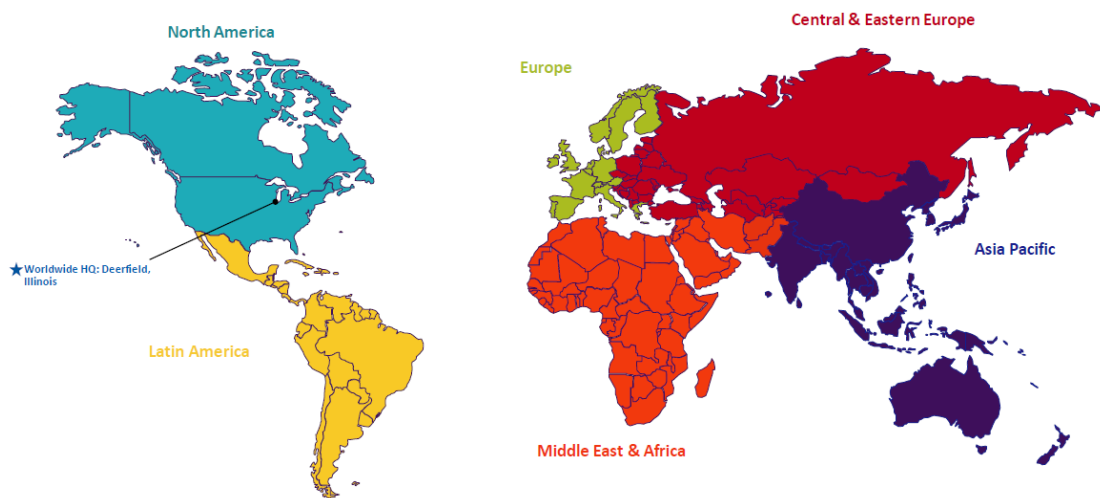 North America
Central & Eastern Europe
Europe
Asia Pacific
★Worldwide HQ: Deerfield,
Illinois
Latin America
Middle East & Africa